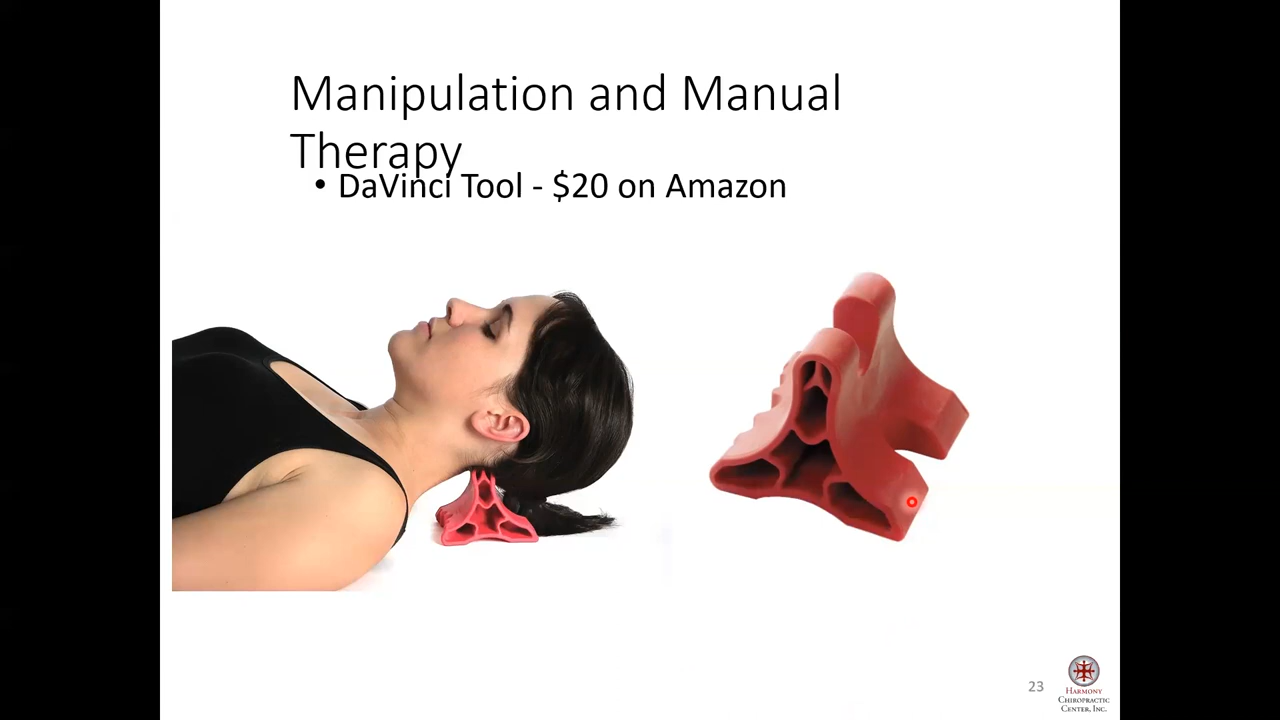 Manipulation and Manual
Therapy
• DaVinci Tool - $20 on Amazon
23
HARMONY
CHIROPRACTIC
CENTER, INC.